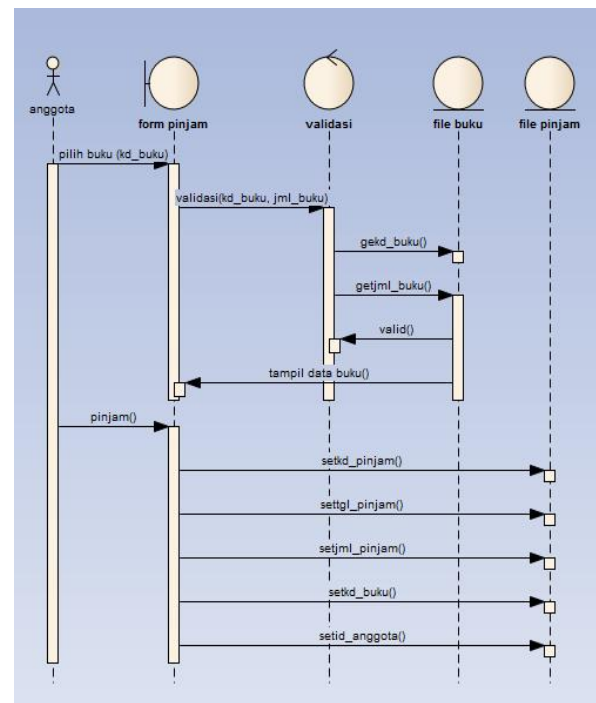 anggota
form pinjam
validasi
file buku
file pinjam
pilih buku (kd_buku)
validasi(kd_buku, jml_buku)
gekd_buku()
getjml_buku()
valid()
tampil data buku()
pinjam()
setkd_pinjam()
settgl_pinjam()
setjml_pinjam()
setkd_buku()
setid_anggota()